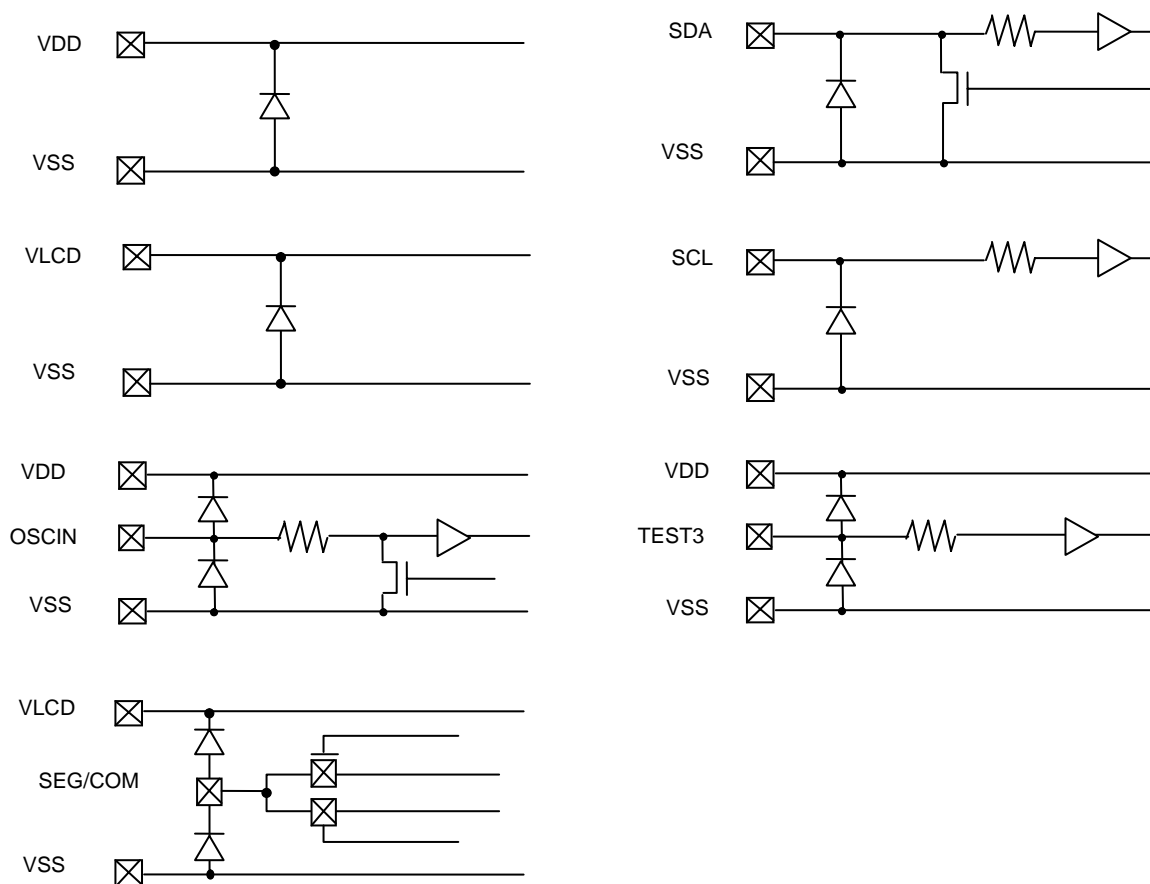 VDD
VSS
VLCD
VSS
VDD
OSCIN
VSS
VLCD
SEG/COM
VSS
SDA
VSS
SCL
VSS
VDD
TEST3
VSS